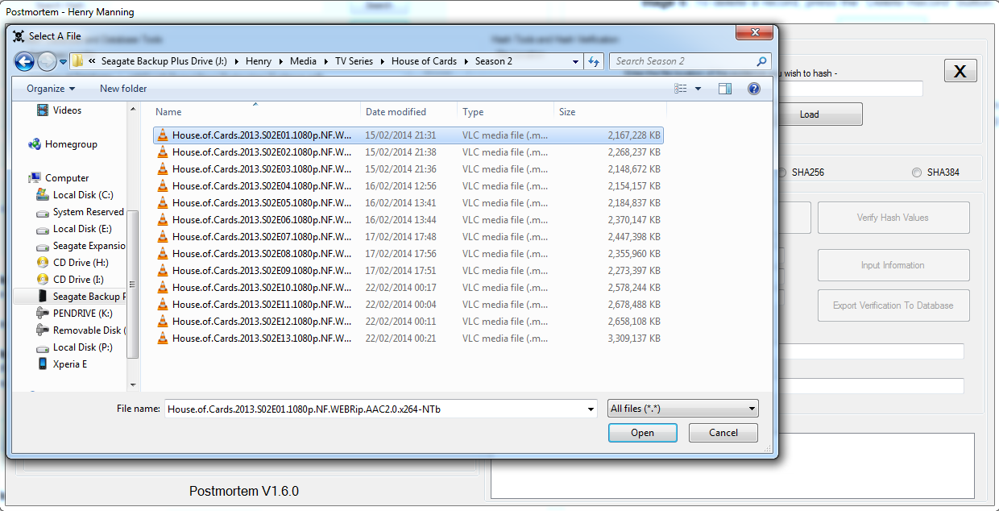 Postmortem - Henry Manning
Select A File
« Seagate Backup Plus Drive (J:) Henry Media TV Series House of Cards Season 2
Search Season 2
Organize New folder
Name Date modified Type Size
Videos
Homegroup
Computer
Local Disk (C:)
System Reserved
Local Disk (E:)
Seagate Expansio
CD Drive (H:)
CD Drive (I:)
Seagate Backup P
PENDRIVE (K:)
Removable Disk (
Local Disk (P:)
Xperia E
House.of.Cards.2013.S02E01.1080p.NF.W... 15/02/2014 21:31 VLC media file (.m... 2,167,228 KB
House.of.Cards.2013.S02E02.1080p.NF.W... 15/02/2014 21:38 VLC media file (.m... 2,268,237 KB
House.of.Cards.2013.S02E03.1080p.NF.W... 15/02/2014 21:36 VLC media file (.m... 2,148,672 KB
House.of.Cards.2013.S02E04.1080p.NF.W... 16/02/2014 12:56 VLC media file (.m... 2,154,157 KB
House.of.Cards.2013.S02E05.1080p.NF.W... 16/02/2014 13:41 VLC media file (.m... 2,184,837 KB
House.of.Cards.2013.S02E06.1080p.NF.W... 16/02/2014 13:44 VLC media file (.m... 2,370,147 KB
House.of.Cards.2013.S02E07.1080p.NF.W... 17/02/2014 17:48 VLC media file (.m... 2,447,398 KB
House.of.Cards.2013.S02E08.1080p.NF.W... 17/02/2014 17:56 VLC media file (.m... 2,355,960 KB
House.of.Cards.2013.S02E09.1080p.NF.W... 17/02/2014 17:51 VLC media file (.m... 2,273,397 KB
House.of.Cards.2013.S02E10.1080p.NF.W... 22/02/2014 00:17 VLC media file (.m... 2,578,244 KB
House.of.Cards.2013.S02E11.1080p.NF.W... 22/02/2014 00:04 VLC media file (.m... 2,678,488 KB
House.of.Cards.2013.S02E12.1080p.NF.W... 22/02/2014 00:11 VLC media file (.m... 2,658,108 KB
House.of.Cards.2013.S02E13.1080p.NF.W... 22/02/2014 00:21 VLC media file (.m... 3,309,137 KB
File name: House.of.Cards.2013.S02E01.1080p.NF.WEBRip.AAC2.0.x264-NTb
All files (*.*)
Open Cancel
wish to hash -
X
Load
SHA256 SHA384
Verify Hash Values
Input Information
Export Verification To Database
Postmortem V1.6.0